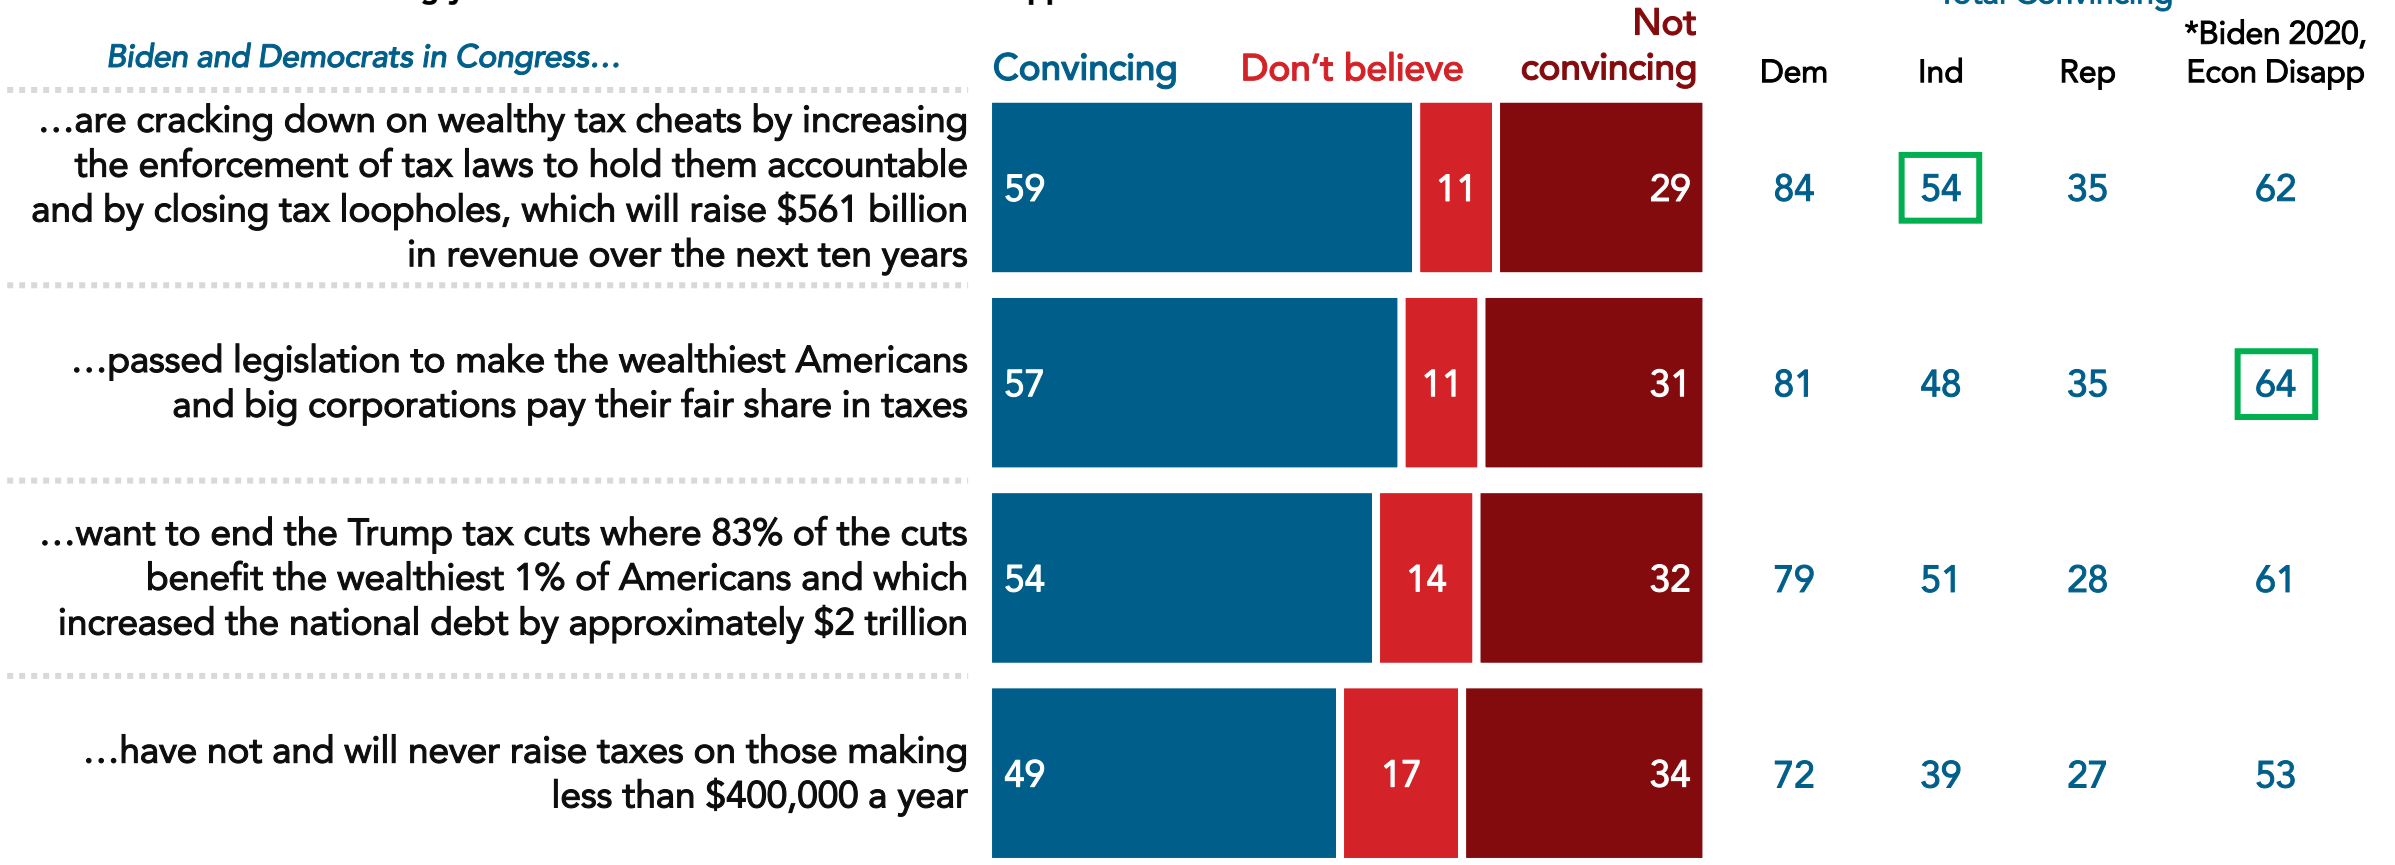 Total Convincing
Biden and Democrats in Congress…
Convincing
Don't believe
Not
convincing
Dem
Ind
Rep
*Biden 2020,
Econ Disapp
…are cracking down on wealthy tax cheats by increasing
the enforcement of tax laws to hold them accountable
and by closing tax loopholes, which will raise $561 billion
in revenue over the next ten years
59 11 29 84 54 35 62
…passed legislation to make the wealthiest Americans
and big corporations pay their fair share in taxes
57 11 31 81 48 35 64
…want to end the Trump tax cuts where 83% of the cuts
benefit the wealthiest 1% of Americans and which
increased the national debt by approximately $2 trillion
54 14 32 79 51 28 61
…have not and will never raise taxes on those making
less than $400,000 a year
49 17 34 72 39 27 53